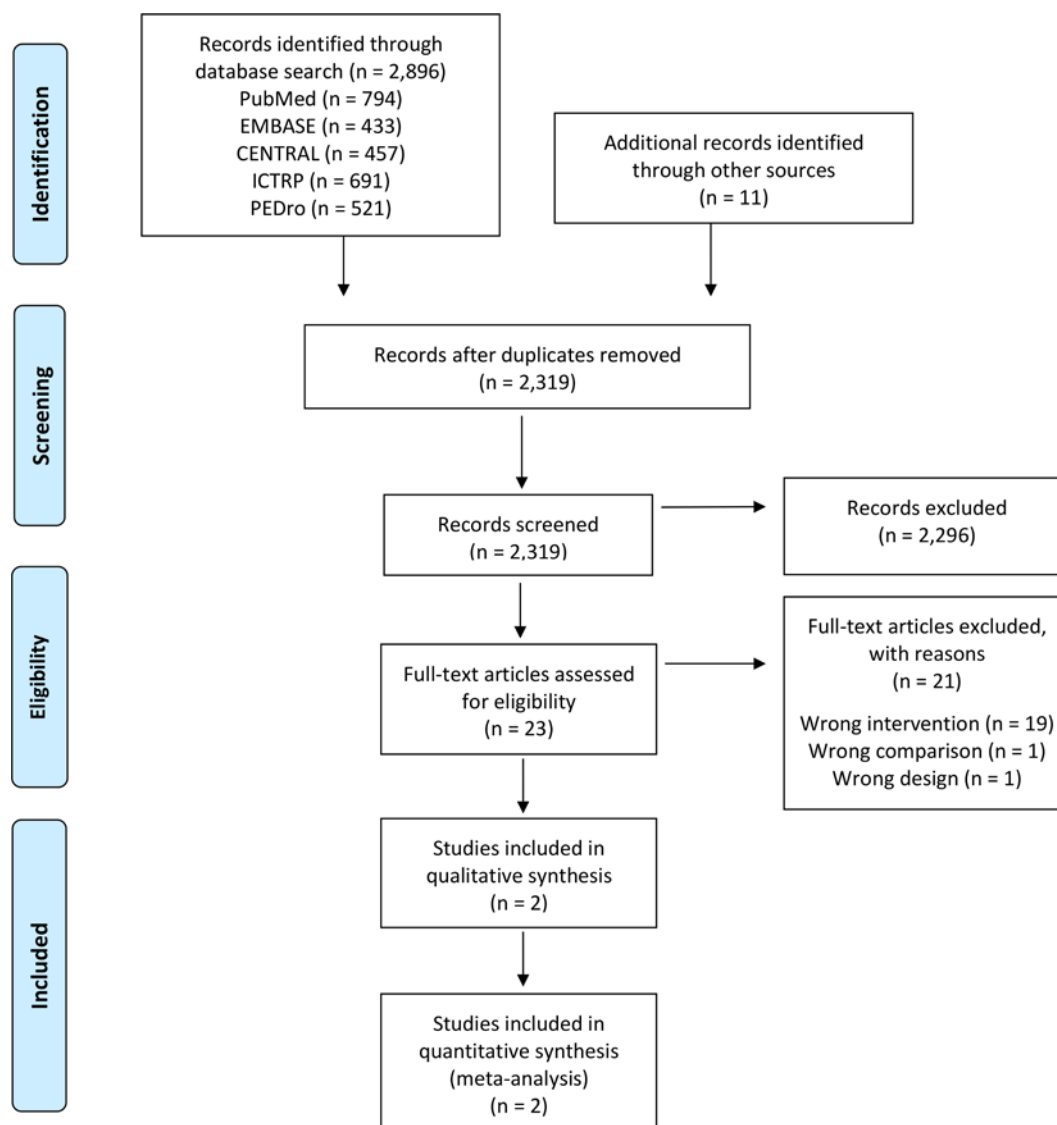 Identification
Records identified through
database search (n = 2,896)
PubMed (n = 794)
EMBASE (n = 433)
CENTRAL (n = 457)
ICTRP (n = 691)
PEDro (n = 521)
Additional records identified
through other sources
(n = 11)
Screening
Records after duplicates removed
(n = 2,319)
Records screened
(n = 2,319)
Records excluded
(n = 2,296)
Eligibility
Full-text articles assessed
for eligibility
(n = 23)
Full-text articles excluded,
with reasons
(n = 21)
Wrong intervention (n = 19)
Wrong comparison (n = 1)
Wrong design (n = 1)
Included
Studies included in
qualitative synthesis
(n = 2)
Studies included in
quantitative synthesis
(meta-analysis)
(n = 2)